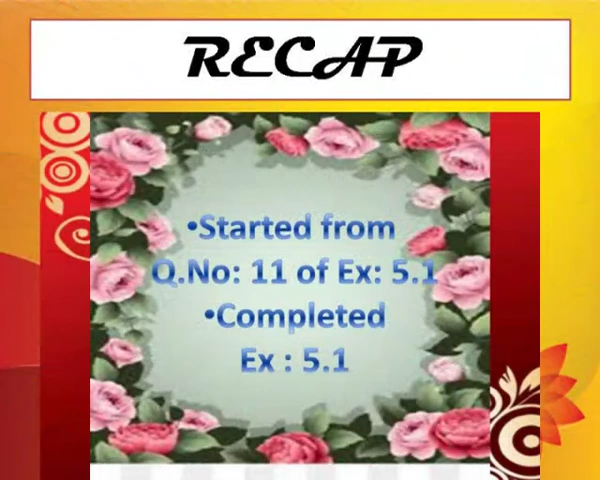 RECAP
•Started from
Q.No: 11 of Ex: 5.1
•Completed
Ex : 5.1